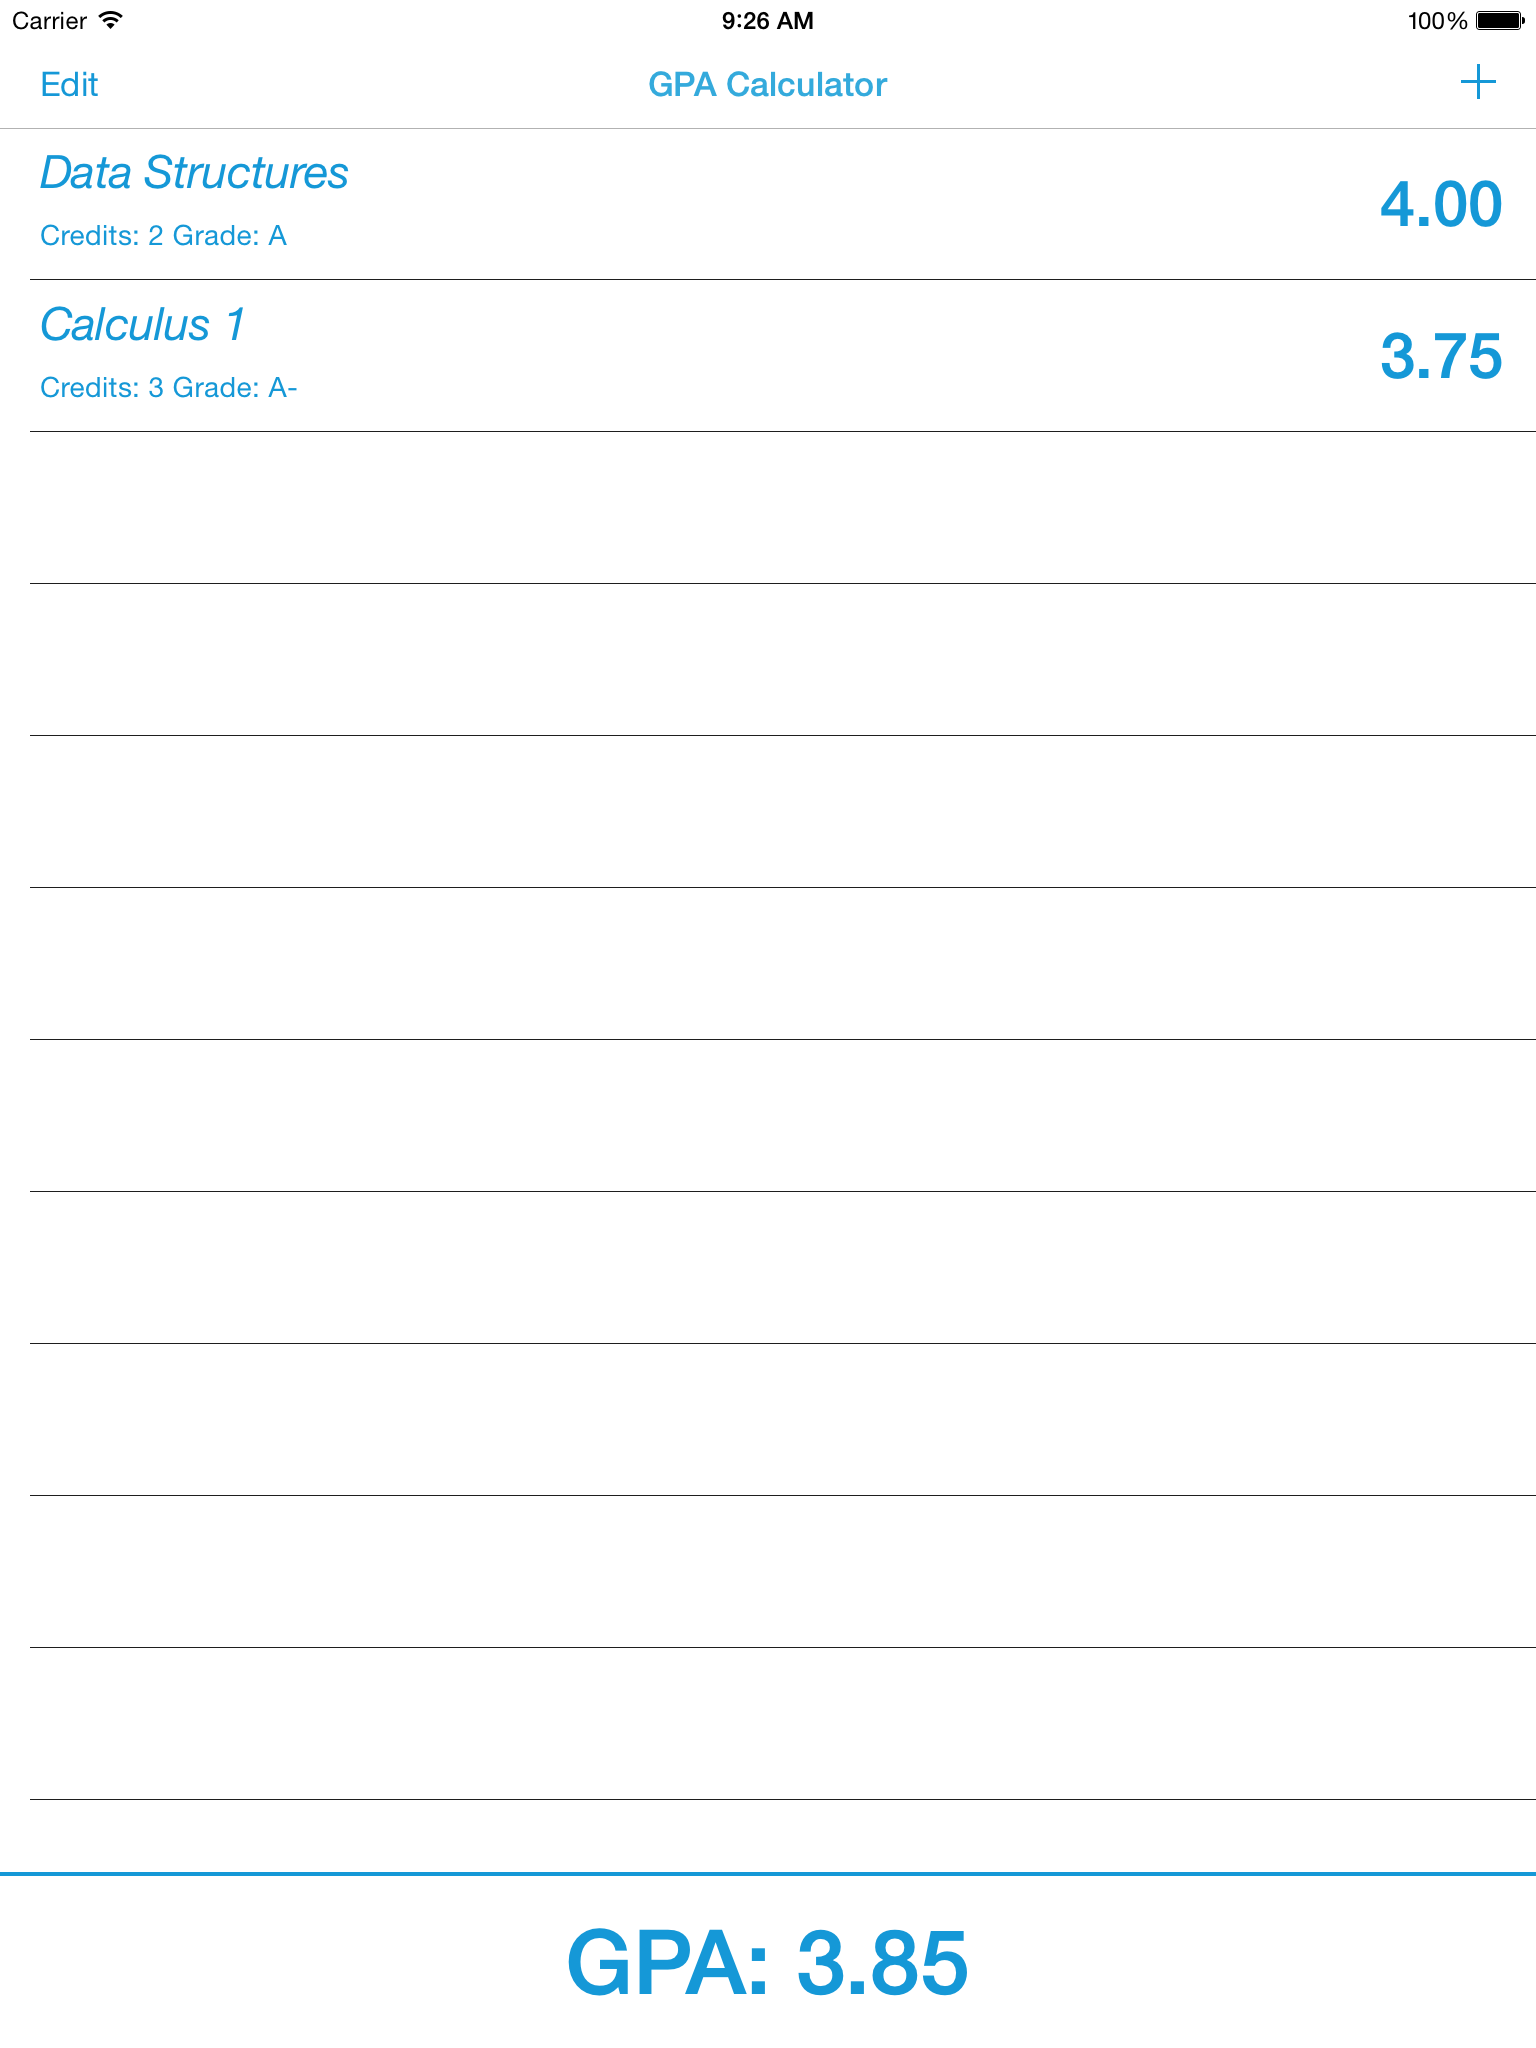 Carrier 9:26 AM 100%
Edit GPA Calculator +
Data Structures
Credits: 2 Grade: A
4.00
Calculus 1
Credits: 3 Grade: A-
3.75
GPA: 3.85